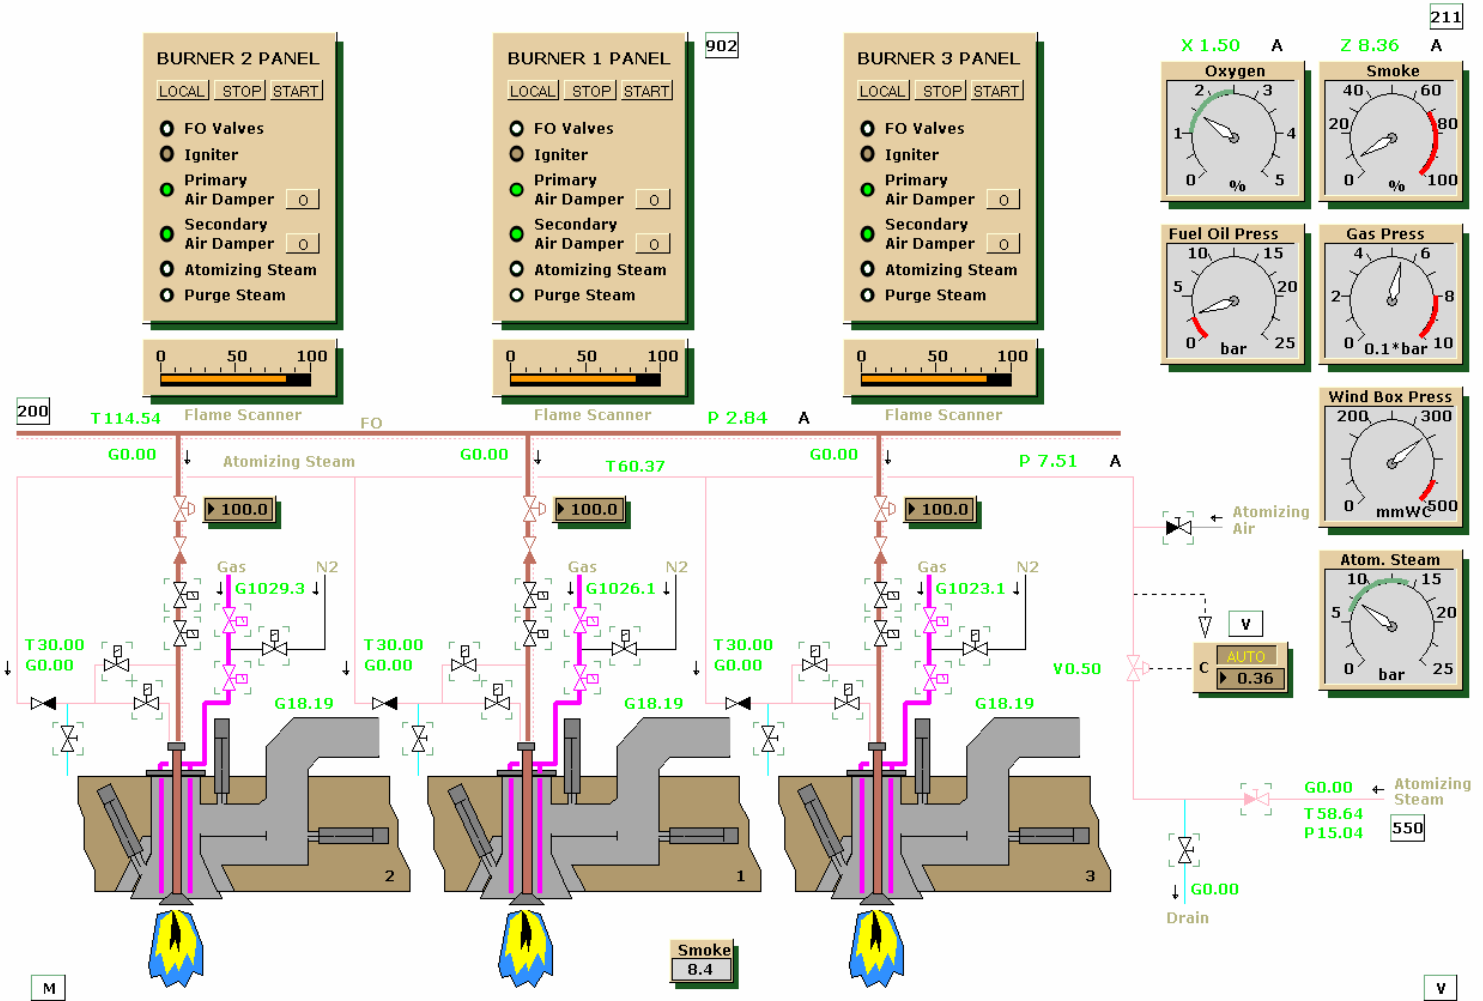 211
X 1.50 A
Z 8.36 A
BURNER 2 PANEL
LOCAL STOP START
FO Valves
Igniter
Primary
Air Damper O
Secondary
Air Damper O
Atomizing Steam
Purge Steam
0 50 100
Flame Scanner
BURNER 1 PANEL
LOCAL STOP START
FO Valves
Igniter
Primary
Air Damper O
Secondary
Air Damper O
Atomizing Steam
Purge Steam
0 50 100
Flame Scanner
902
BURNER 3 PANEL
LOCAL STOP START
FO Valves
Igniter
Primary
Air Damper O
Secondary
Air Damper O
Atomizing Steam
Purge Steam
0 50 100
Flame Scanner
Oxygen
2 3
1 4
0 % 5
Smoke
40 60
20 80
0 % 100
Fuel Oil Press
10 15
5 20
0 bar 25
Gas Press
4 6
2 8
0 0.1*bar 10
Wind Box Press
200 300
0 mmWC 500
Atom. Steam
10 15
5 20
0 bar 25
200
T114.54
FO
P 2.84 A
G0.00
Atomizing Steam
G0.00
T60.37
G0.00
P 7.51 A
100.0
100.0
100.0
Atomizing
Air
Gas N2
G1029.3
Gas N2
G1026.1
Gas N2
G1023.1
T30.00
G0.00
T30.00
G0.00
T30.00
G0.00
V
V0.50
C AUTO
0.36
G18.19
G18.19
G18.19
G0.00
Atomizing
Steam
T58.64
P15.04
550
2
1
3
G0.00
Drain
Smoke
8.4
M
V